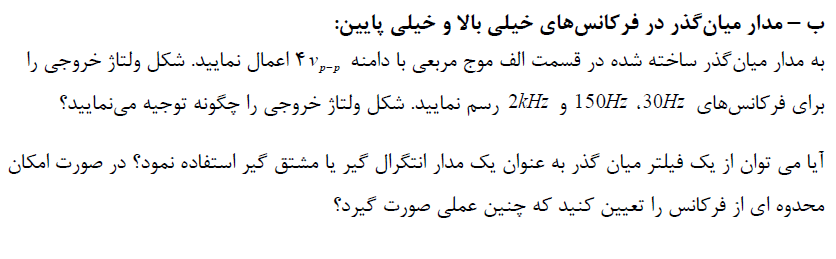 ب – مدار میان‌گذر در فرکانس‌های خیلی بالا و خیلی پایین:
به مدار میان‌گذر ساخته شده در قسمت الف موج مربعی با دامنه ۴v_{p-p} اعمال نمایید. شکل ولتاژ خروجی را
برای فرکانس‌های 30Hz، 150Hz و 2kHz رسم نمایید. شکل ولتاژ خروجی را چگونه توجیه می‌نمایید؟
آیا می توان از یک فیلتر میان گذر به عنوان یک مدار انتگرال گیر یا مشتق گیر استفاده نمود؟ در صورت امکان
محدوده ای از فرکانس را تعیین کنید که چنین عملی صورت گیرد؟